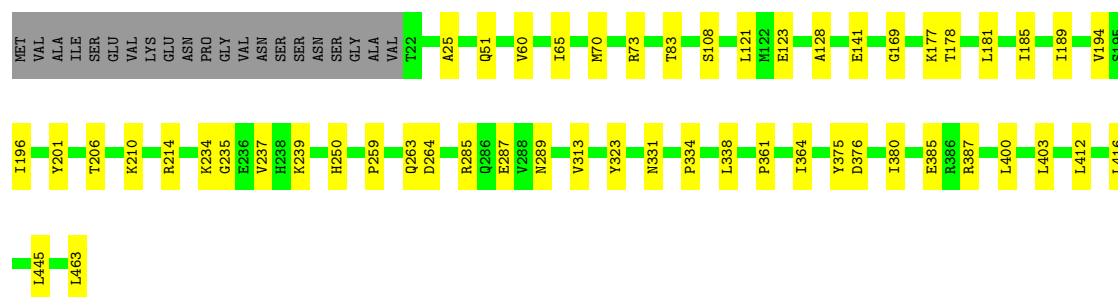 MET VAL ALA ILE SER GLU VAL LYS GLU ASN PRO GLY VAL ASN SER SER ASN SER GLY ALA VAL T22 A25 Q51 V60 I65 M70 R73 T83 S108 L121 M122 E123 A128 E141 G169 K177 T178 L181 I185 I189 V194 S195
I196 Y201 T206 K210 R214 K234 G235 E236 V237 H238 K239 H250 P259 Q263 D264 R285 Q286 E287 V288 N289 V313 Y323 N331 P334 L338 P361 I364 Y375 D376 I380 E385 R386 R387 L400 L403 L412 L416
L445 L463